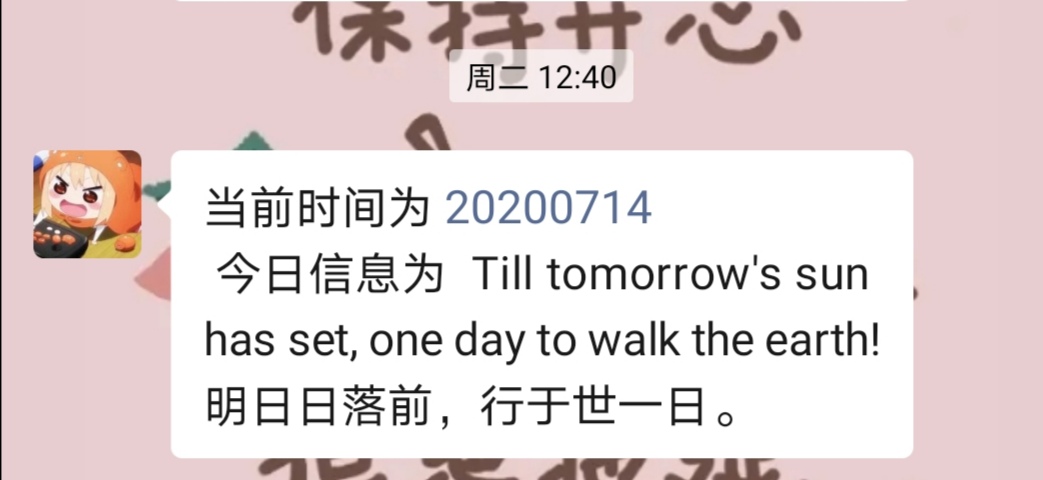 保持开心
周二 12:40
当前时间为 20200714
今日信息为 Till tomorrow's sun
has set, one day to walk the earth!
明日日落前，行于世一日。